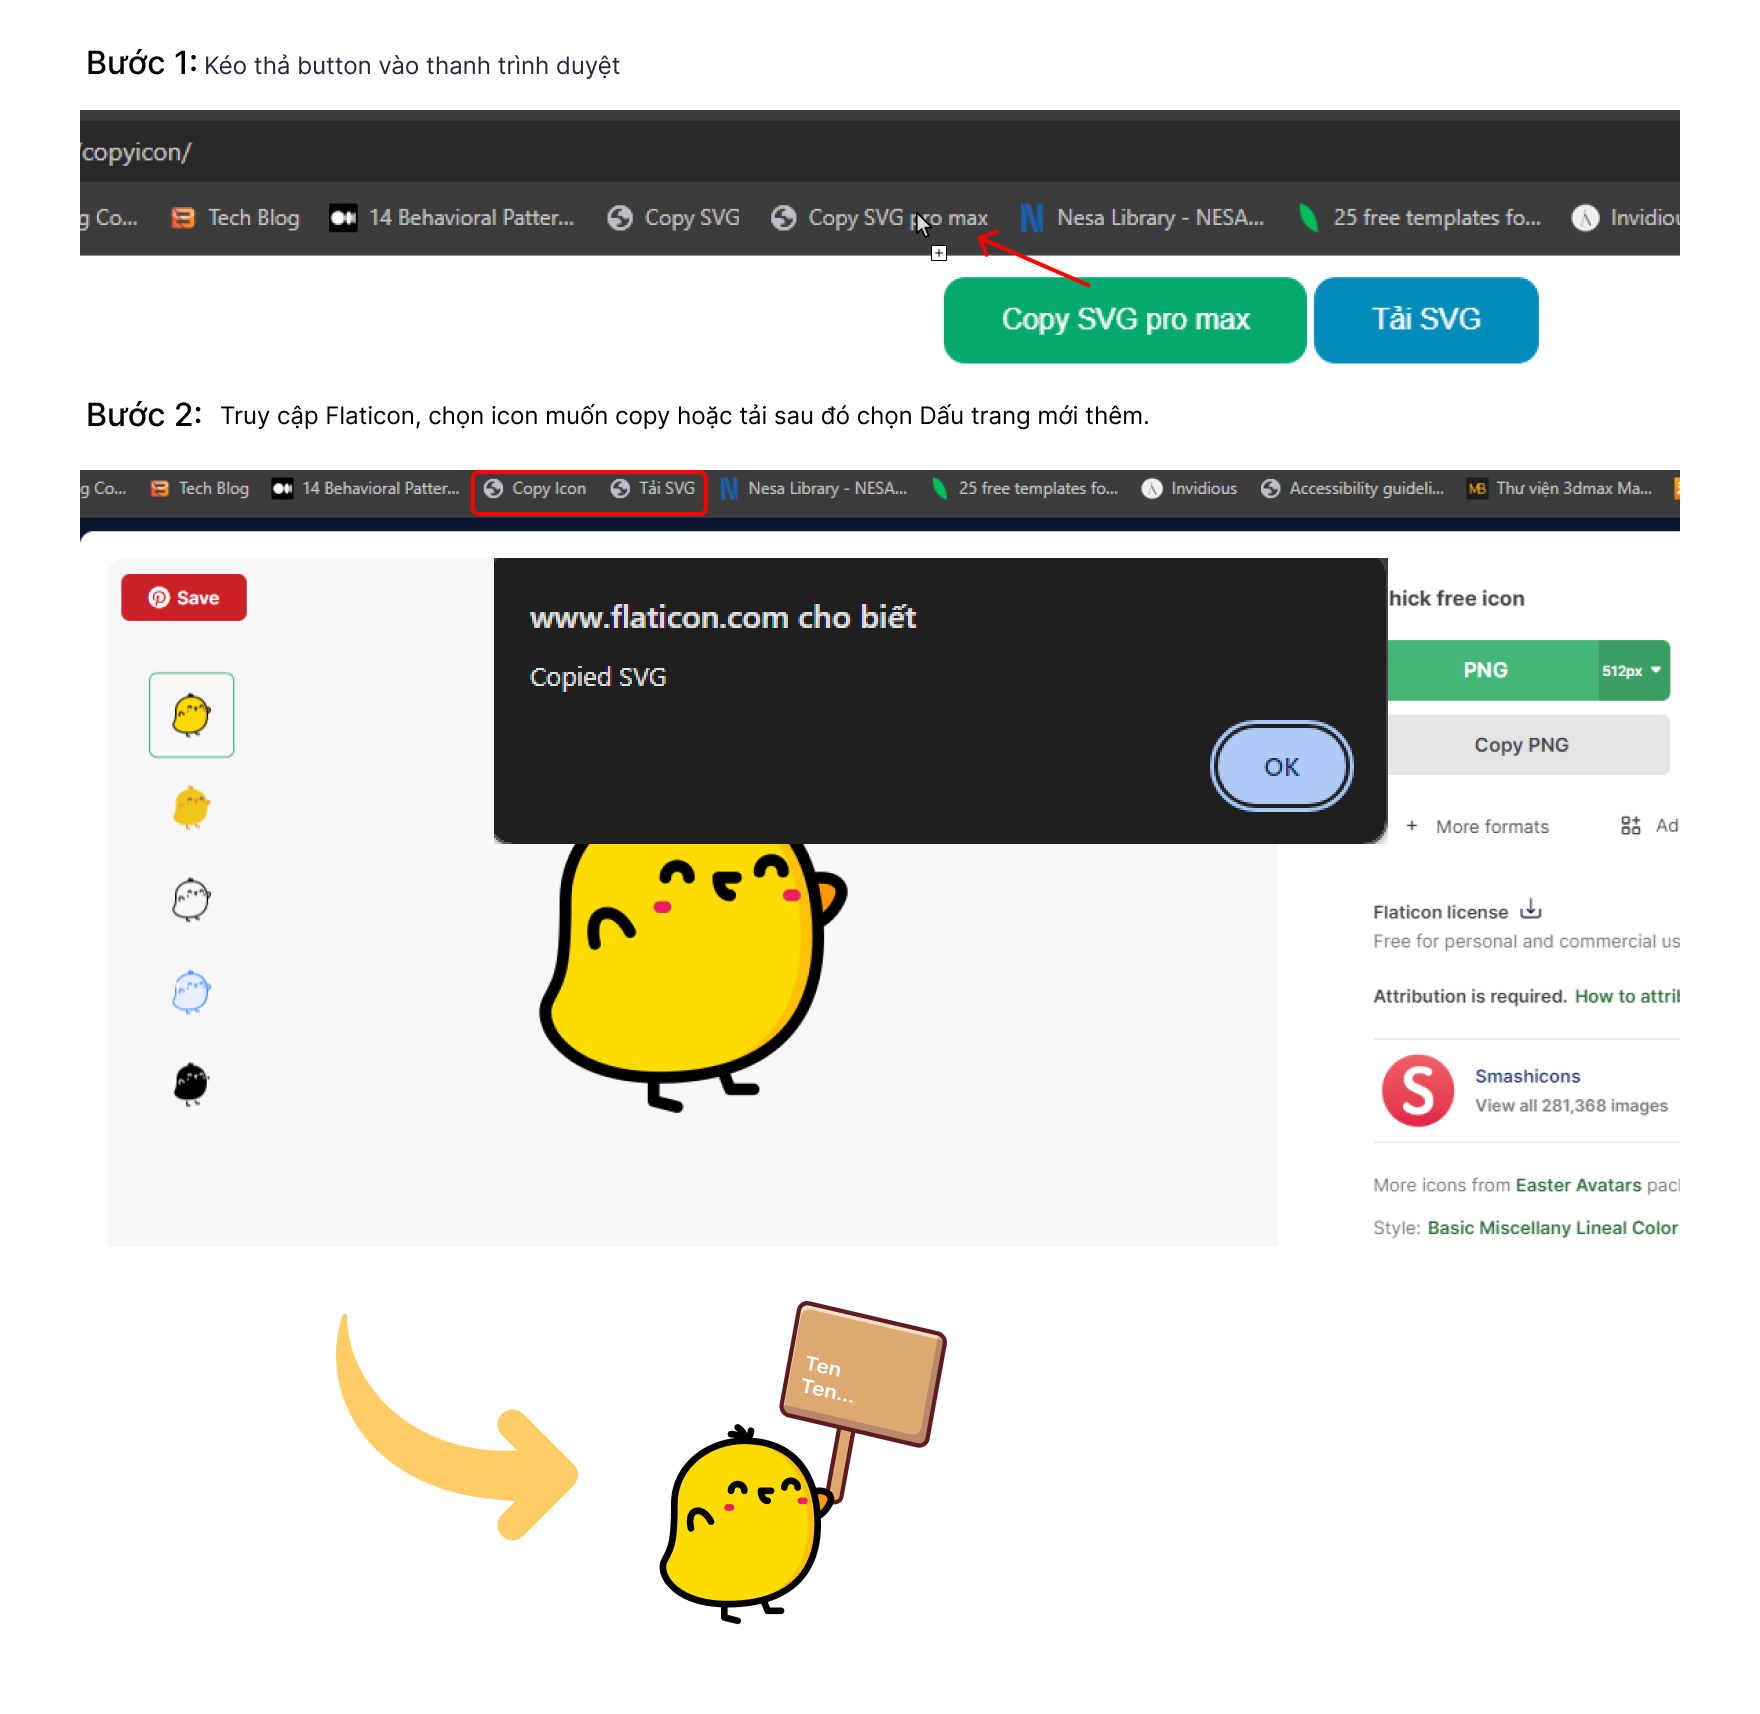 Bước 1: Kéo thả button vào thanh trình duyệt
/copyicon/
g Co... Tech Blog 14 Behavioral Patter... Copy SVG Copy SVG pro max Nesa Library - NESA... 25 free templates fo... Invidiou
Copy SVG pro max Tải SVG
Bước 2: Truy cập Flaticon, chọn icon muốn copy hoặc tải sau đó chọn Dấu trang mới thêm.
g Co... Tech Blog 14 Behavioral Patter... Copy Icon Tải SVG Nesa Library - NESA... 25 free templates fo... Invidious Accessibility guideli... MB Thư viện 3dmax Ma...
Save
www.flaticon.com cho biết
Copied SVG
OK
hick free icon
PNG 512px
Copy PNG
+ More formats Ad
Flaticon license
Free for personal and commercial us
Attribution is required. How to attri
S
Smashicons
View all 281,368 images
More icons from Easter Avatars pac
Style: Basic Miscellany Lineal Color
Ten
Ten...